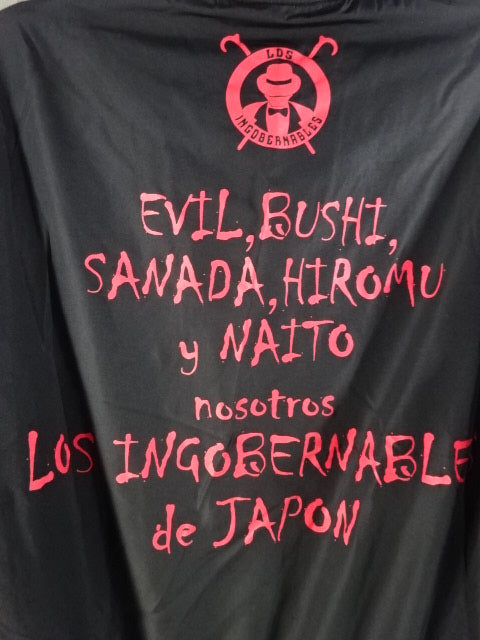 LOS
INGOBERNABLES
EVIL, BUSHI,
SANADA, HIROMU
y NAITO
nosotros
LOS INGOBERNABLE
de JAPON